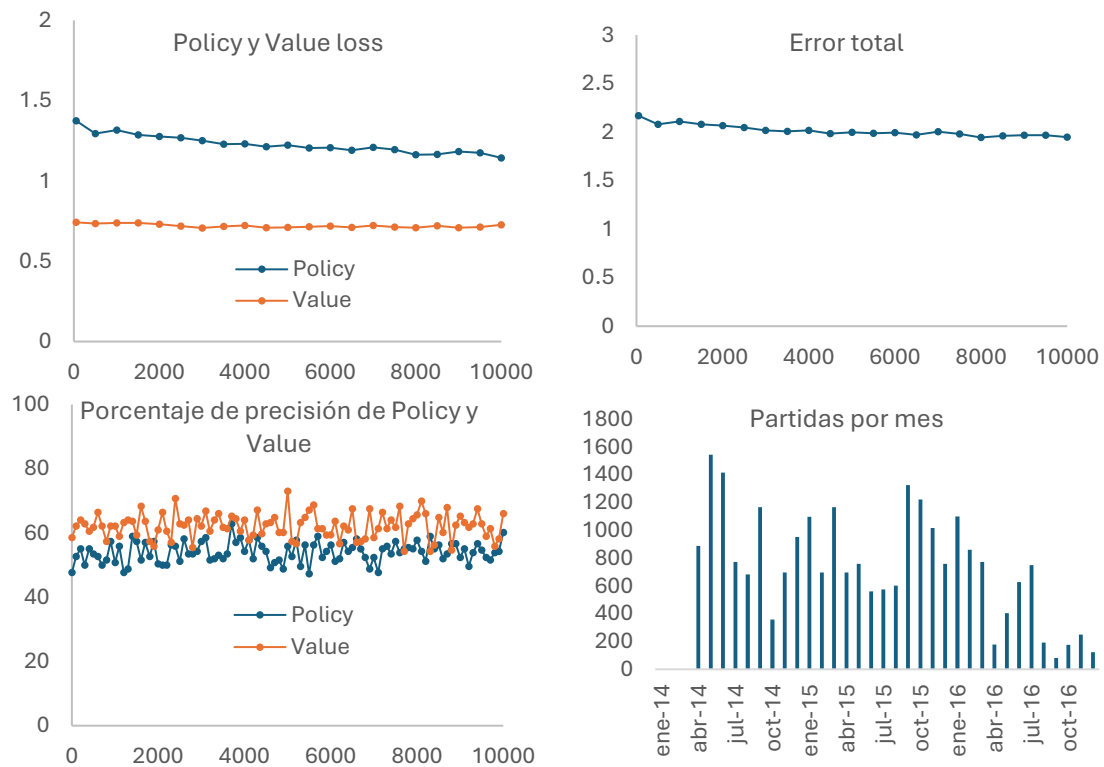 Policy y Value loss
2
1.5
1
0.5
0
0 2000 4000 6000 8000 10000
Policy
Value
Error total
3
2.5
2
1.5
1
0.5
0
0 2000 4000 6000 8000 10000
Porcentaje de precisión de Policy y
Value
100
80
60
40
20
0
0 2000 4000 6000 8000 10000
Policy
Value
Partidas por mes
1800
1600
1400
1200
1000
800
600
400
200
0
ene-14
abr-14
jul-14
oct-14
ene-15
abr-15
jul-15
oct-15
ene-16
abr-16
jul-16
oct-16